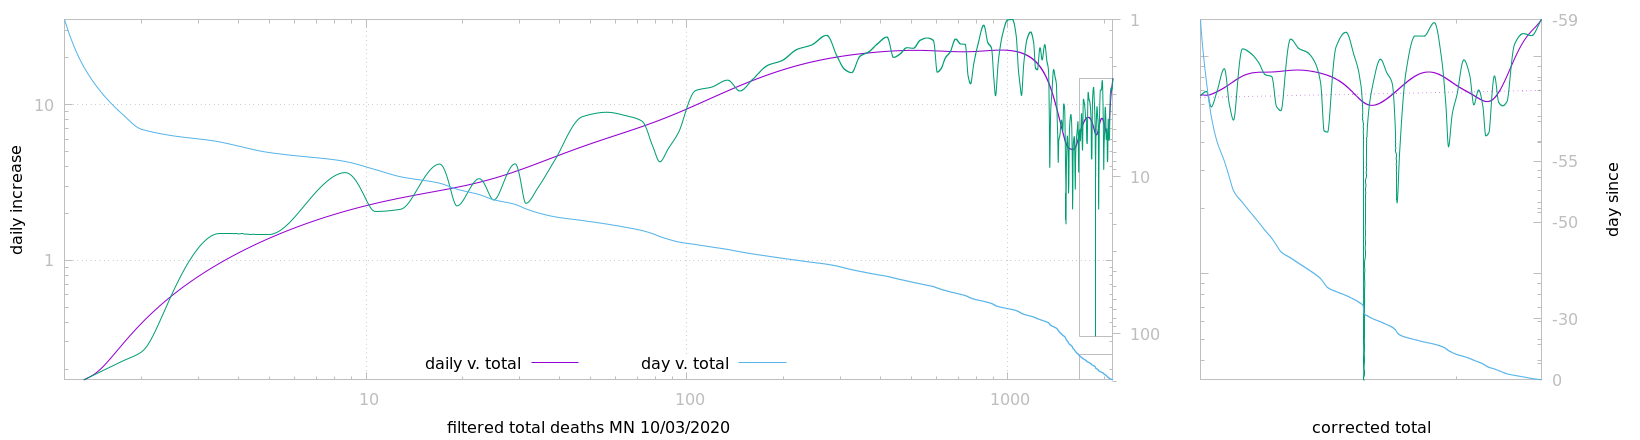 daily increase
10
1
daily v. total
day v. total
10
100
1000
filtered total deaths MN 10/03/2020
1
10
100
-59
-55
-50
-30
0
day since
corrected total